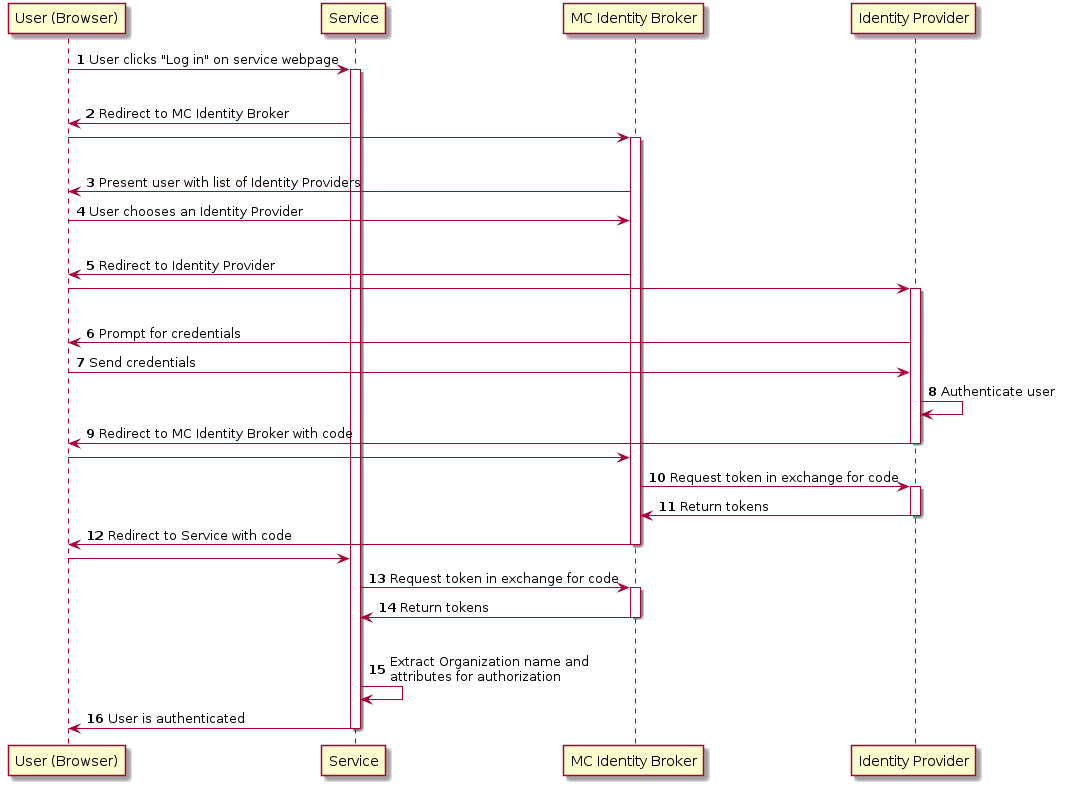 User (Browser) Service MC Identity Broker Identity Provider
1 User clicks "Log in" on service webpage
2 Redirect to MC Identity Broker
3 Present user with list of Identity Providers
4 User chooses an Identity Provider
5 Redirect to Identity Provider
6 Prompt for credentials
7 Send credentials
8 Authenticate user
9 Redirect to MC Identity Broker with code
10 Request token in exchange for code
11 Return tokens
12 Redirect to Service with code
13 Request token in exchange for code
14 Return tokens
15 Extract Organization name and
attributes for authorization
16 User is authenticated
User (Browser) Service MC Identity Broker Identity Provider